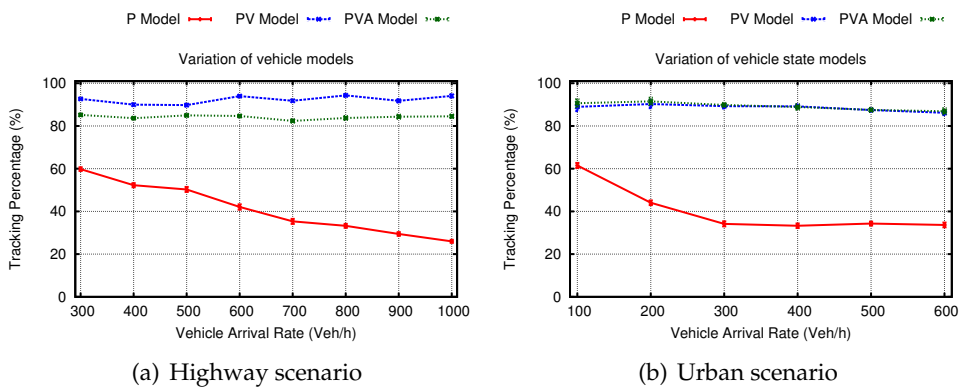 P Model PV Model PVA Model
Variation of vehicle models
100
80
60
40
20
0
Tracking Percentage (%)
300 400 500 600 700 800 900 1000
Vehicle Arrival Rate (Veh/h)
(a) Highway scenario
P Model PV Model PVA Model
Variation of vehicle state models
100
80
60
40
20
0
Tracking Percentage (%)
100 200 300 400 500 600
Vehicle Arrival Rate (Veh/h)
(b) Urban scenario